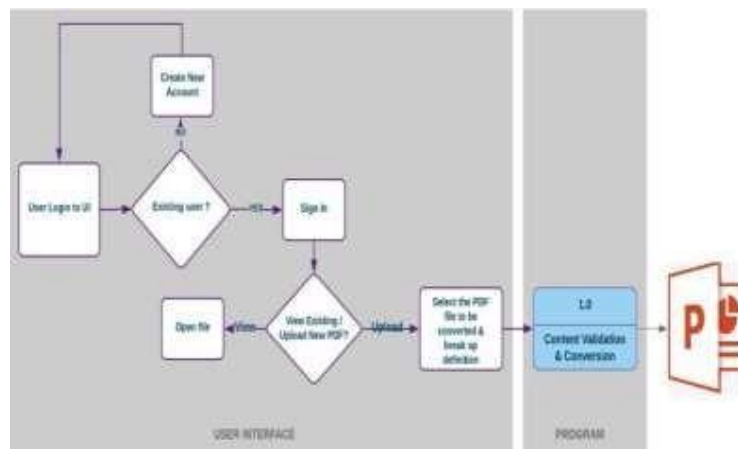 Create New
Account
NO
User Login to UI
Existing user ?
YES
Sign in
Open file
View
View Existing /
Upload New PDF?
Upload
Select the PDF
file to be
converted &
break up
definition
1.0
Content Validation
& Conversion
P
USER INTERFACE
PROGRAM